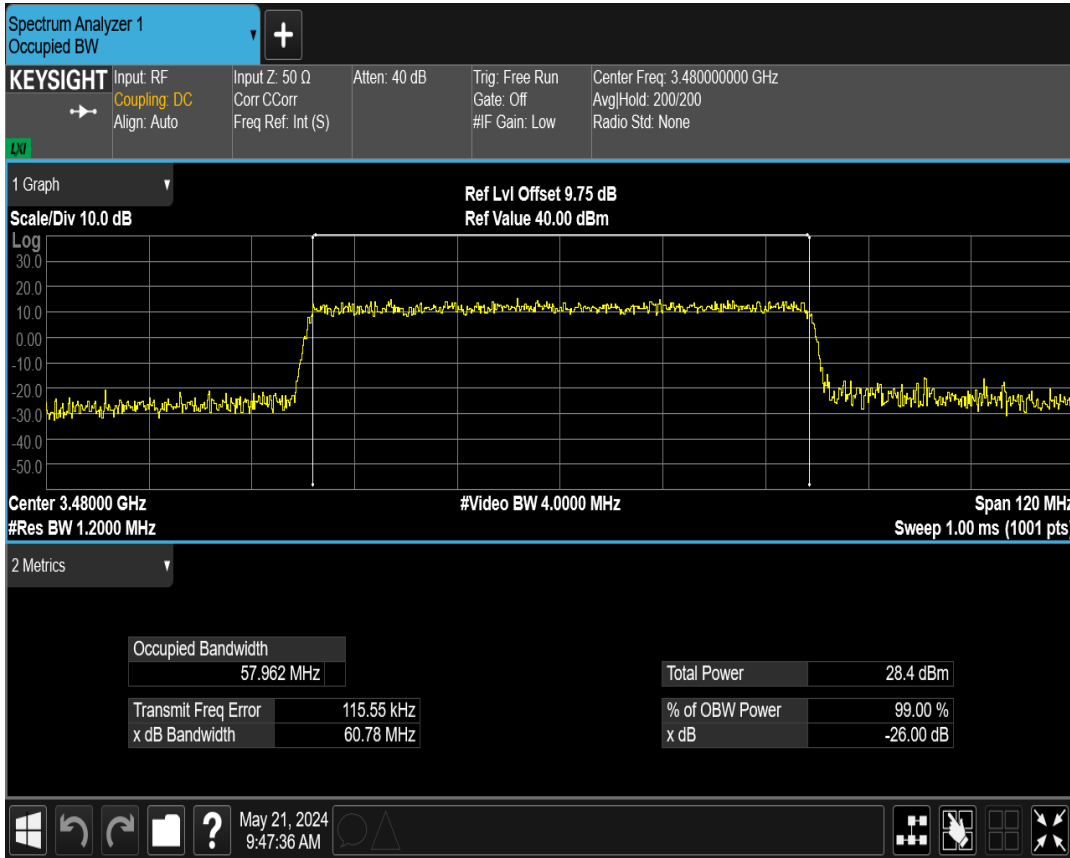 Spectrum Analyzer 1
Occupied BW
+
KEYSIGHT Input: RF Input Z: 50 Ω Atten: 40 dB Trig: Free Run Center Freq: 3.480000000 GHz
Coupling: DC Corr CCorr Gate: Off Avg|Hold: 200/200
Align: Auto Freq Ref: Int (S) #IF Gain: Low Radio Std: None
LXI
1 Graph
Ref Lvl Offset 9.75 dB
Scale/Div 10.0 dB Ref Value 40.00 dBm
Log
30.0
20.0
10.0
0.00
-10.0
-20.0
-30.0
-40.0
-50.0
Center 3.48000 GHz #Video BW 4.0000 MHz Span 120 MHz
#Res BW 1.2000 MHz Sweep 1.00 ms (1001 pts)
2 Metrics
Occupied Bandwidth
57.962 MHz Total Power 28.4 dBm
Transmit Freq Error 115.55 kHz % of OBW Power 99.00 %
x dB Bandwidth 60.78 MHz x dB -26.00 dB
? May 21, 2024
9:47:36 AM